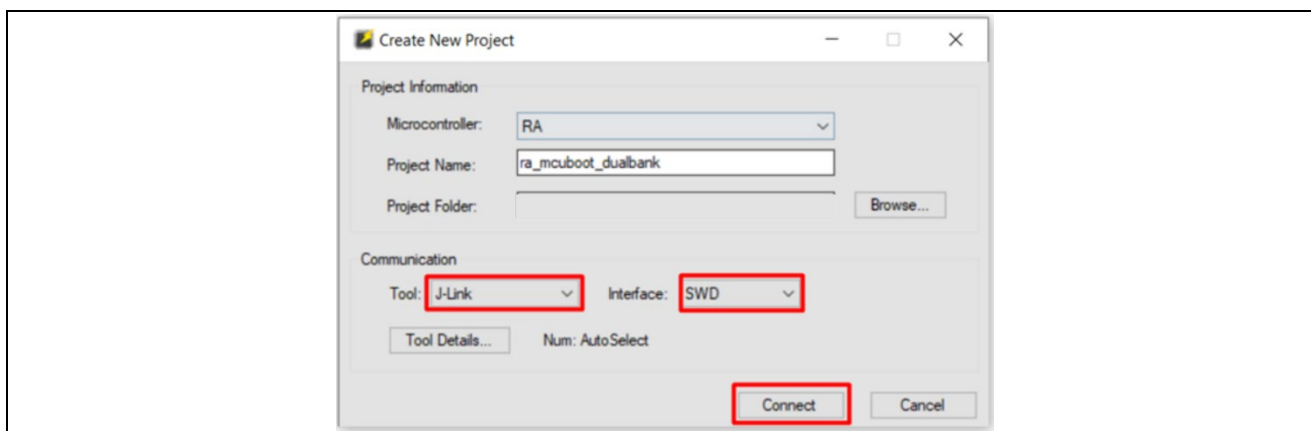 Create New Project
Project Information
Microcontroller: RA
Project Name: ra_mcuboot_dualbank
Project Folder: Browse...
Communication
Tool: J-Link Interface: SWD
Tool Details... Num: AutoSelect
Connect Cancel